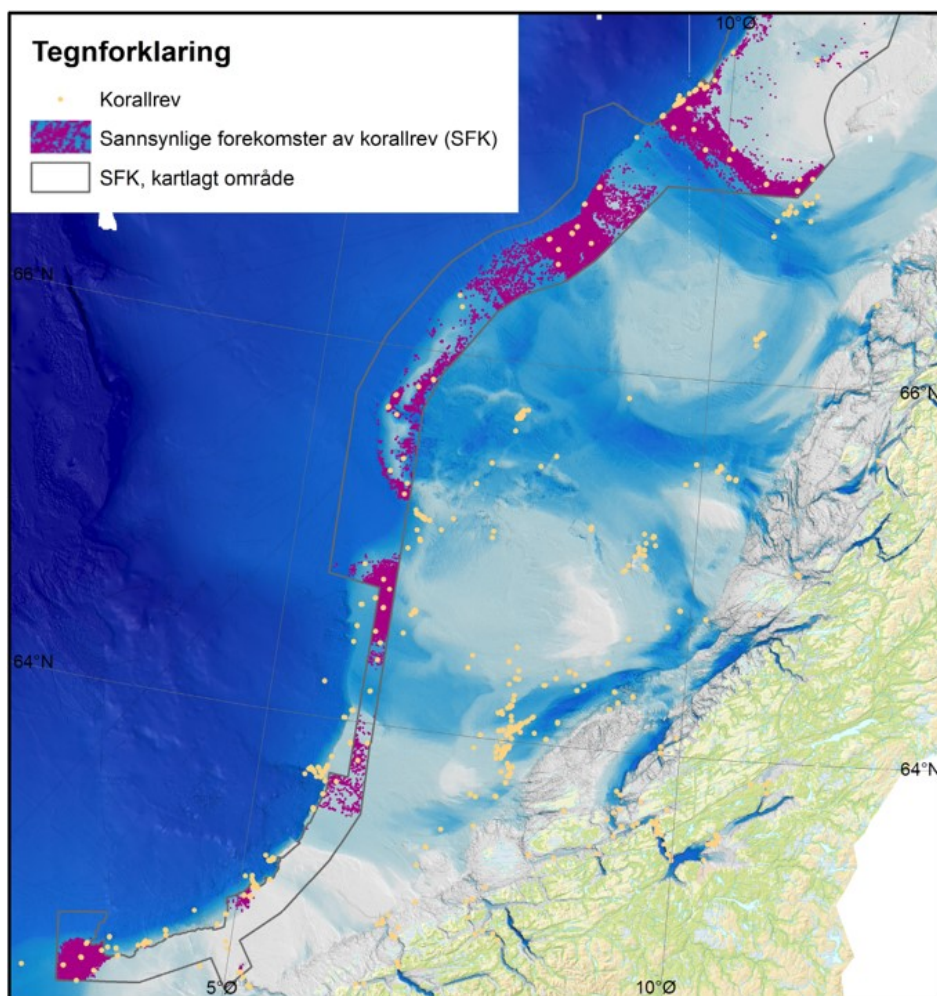 10°Ø
Tegnforklaring
Korallrev
Sannsynlige forekomster av korallrev (SFK)
SFK, kartlagt område
66°N
66°N
64°N
64°N
5°Ø
10°Ø